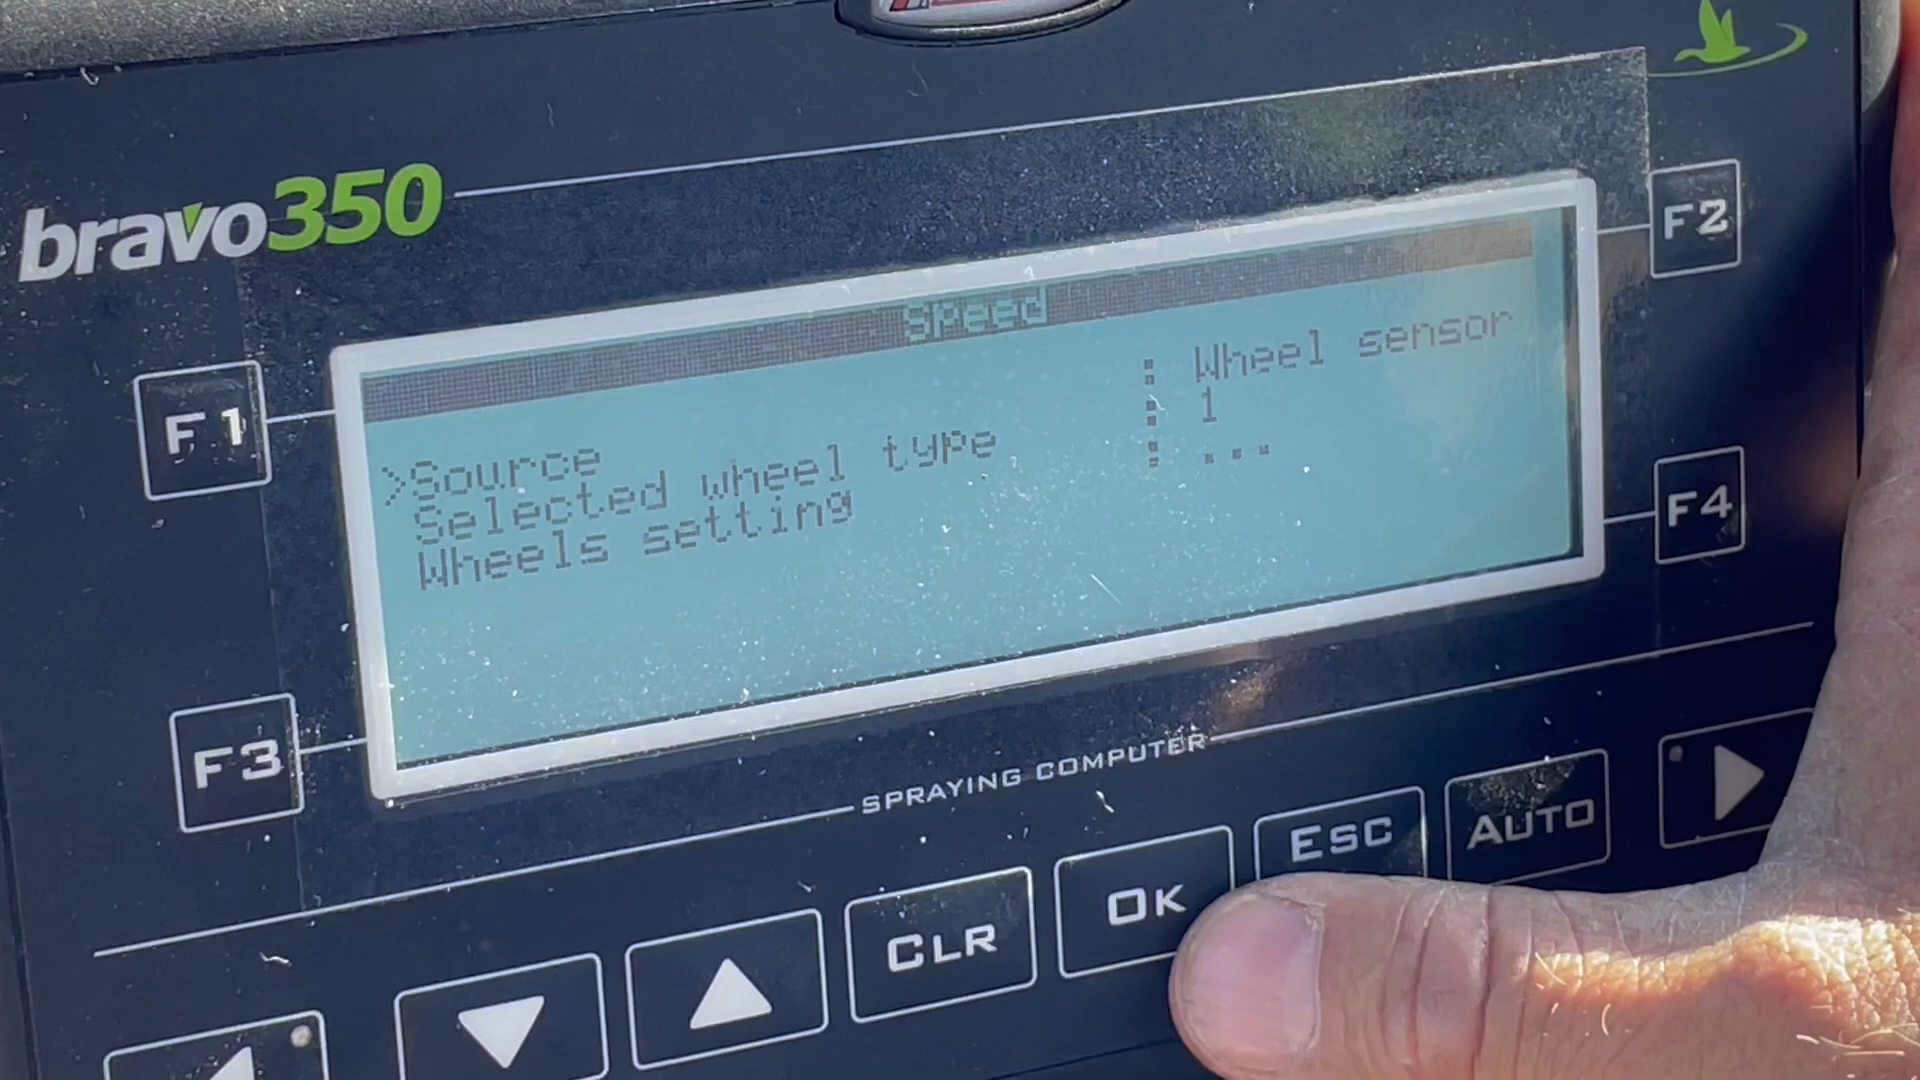 bravo350
F1
F2
F3
F4
Speed
>Source : Wheel sensor
Selected wheel type : 1
Wheels setting : ...
SPRAYING COMPUTER
CLR
OK
ESC
AUTO